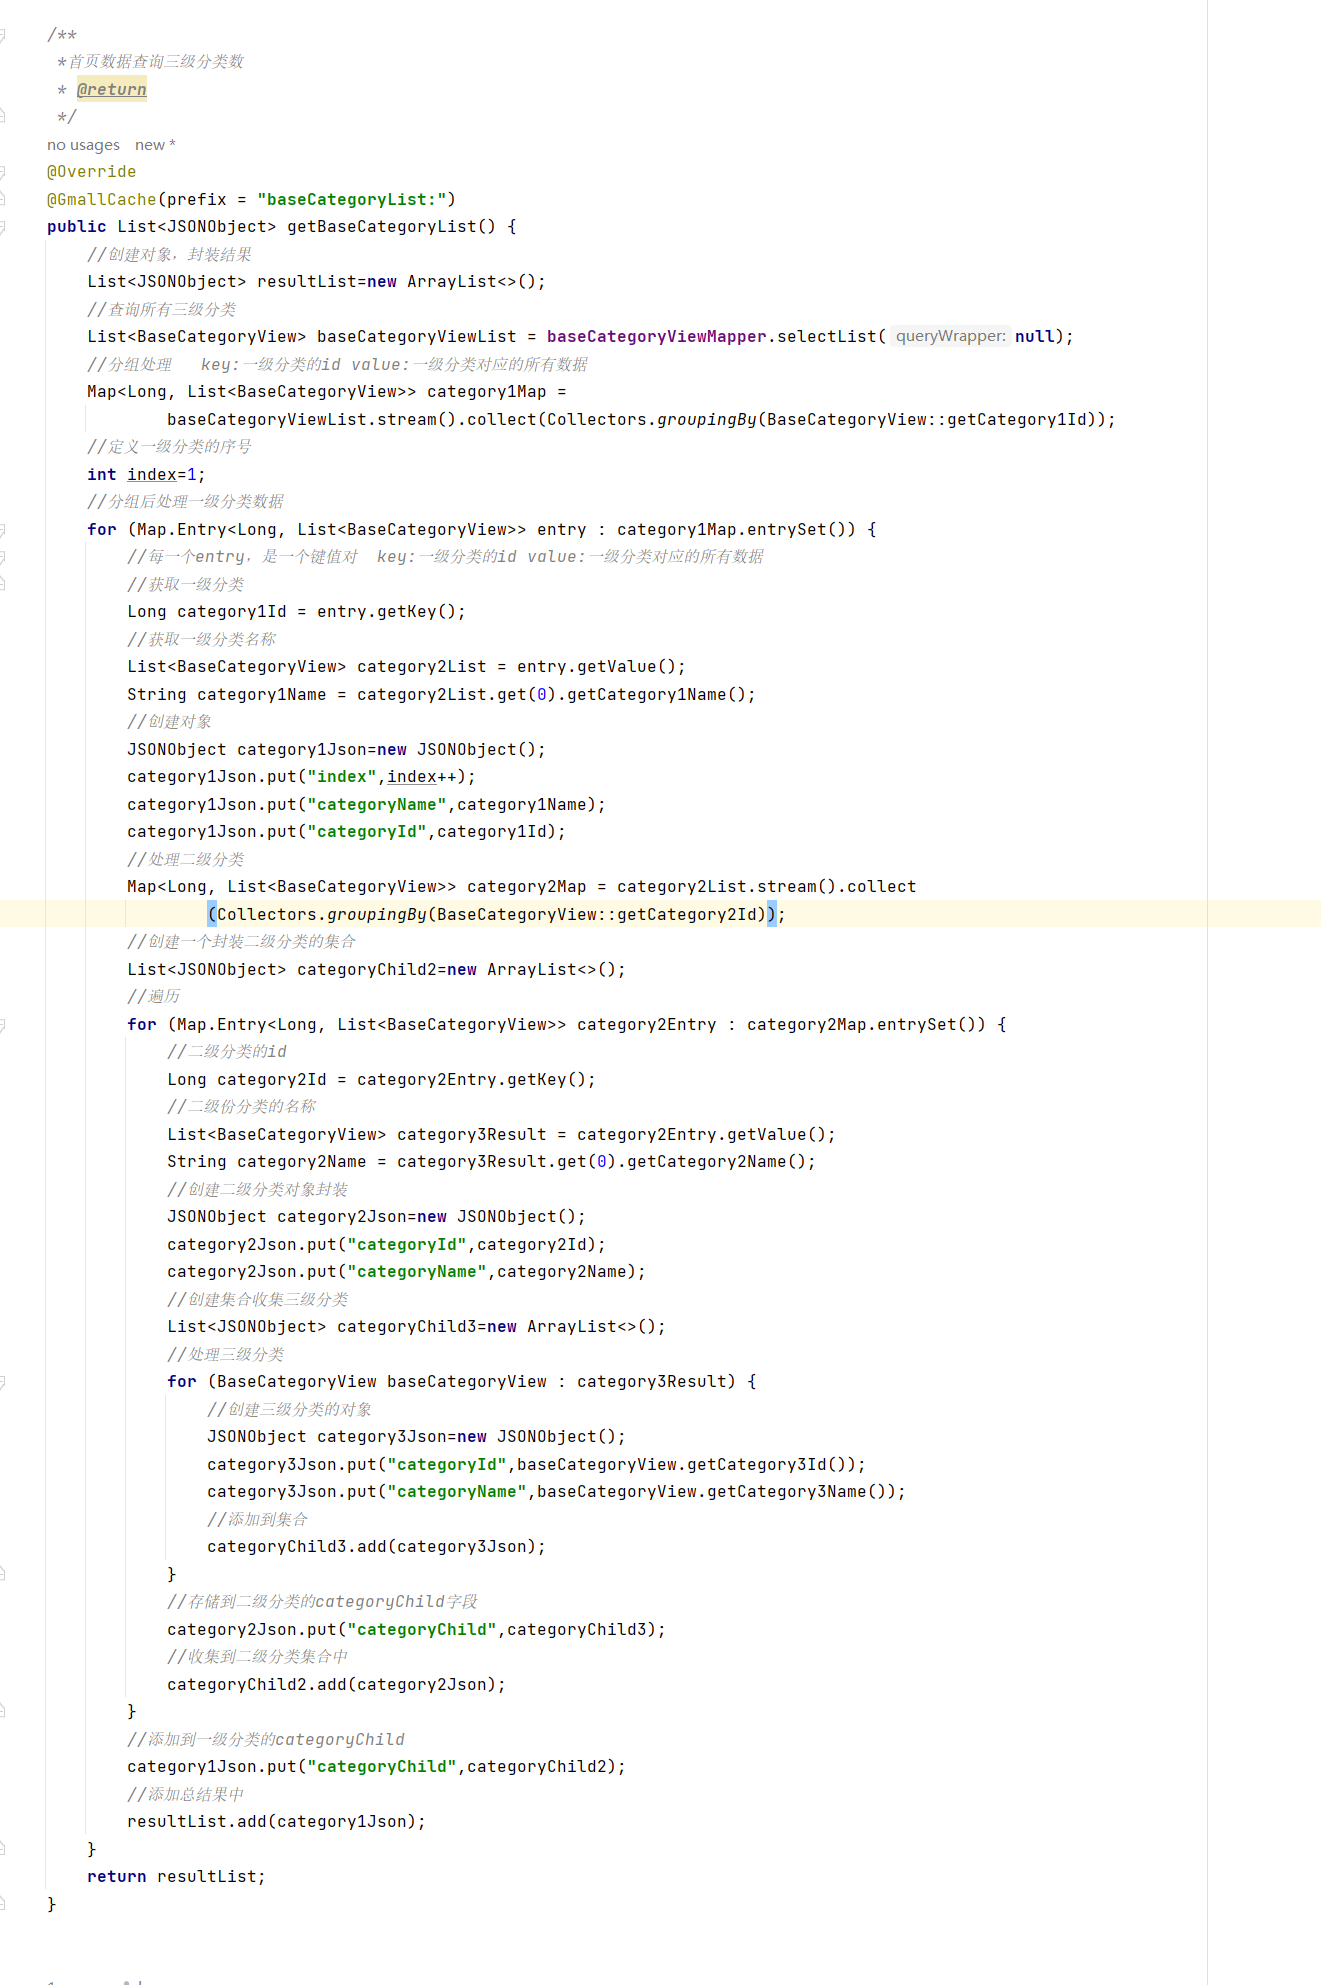 /**
 *首页数据查询三级分类数
 * @return
 */
no usages   new *
@Override
@GmallCache(prefix = "baseCategoryList:")
public List<JSONObject> getBaseCategoryList() {
    //创建对象，封装结果
    List<JSONObject> resultList=new ArrayList<>();
    //查询所有三级分类
    List<BaseCategoryView> baseCategoryViewList = baseCategoryViewMapper.selectList( queryWrapper: null);
    //分组处理   key:一级分类的id value:一级分类对应的所有数据
    Map<Long, List<BaseCategoryView>> category1Map =
            baseCategoryViewList.stream().collect(Collectors.groupingBy(BaseCategoryView::getCategory1Id));
    //定义一级分类的序号
    int index=1;
    //分组后处理一级分类数据
    for (Map.Entry<Long, List<BaseCategoryView>> entry : category1Map.entrySet()) {
        //每一个entry，是一个键值对  key:一级分类的id value:一级分类对应的所有数据
        //获取一级分类
        Long category1Id = entry.getKey();
        //获取一级分类名称
        List<BaseCategoryView> category2List = entry.getValue();
        String category1Name = category2List.get(0).getCategory1Name();
        //创建对象
        JSONObject category1Json=new JSONObject();
        category1Json.put("index",index++);
        category1Json.put("categoryName",category1Name);
        category1Json.put("categoryId",category1Id);
        //处理二级分类
        Map<Long, List<BaseCategoryView>> category2Map = category2List.stream().collect
                (Collectors.groupingBy(BaseCategoryView::getCategory2Id));
        //创建一个封装二级分类的集合
        List<JSONObject> categoryChild2=new ArrayList<>();
        //遍历
        for (Map.Entry<Long, List<BaseCategoryView>> category2Entry : category2Map.entrySet()) {
            //二级分类的id
            Long category2Id = category2Entry.getKey();
            //二级份分类的名称
            List<BaseCategoryView> category3Result = category2Entry.getValue();
            String category2Name = category3Result.get(0).getCategory2Name();
            //创建二级分类对象封装
            JSONObject category2Json=new JSONObject();
            category2Json.put("categoryId",category2Id);
            category2Json.put("categoryName",category2Name);
            //创建集合收集三级分类
            List<JSONObject> categoryChild3=new ArrayList<>();
            //处理三级分类
            for (BaseCategoryView baseCategoryView : category3Result) {
                //创建三级分类的对象
                JSONObject category3Json=new JSONObject();
                category3Json.put("categoryId",baseCategoryView.getCategory3Id());
                category3Json.put("categoryName",baseCategoryView.getCategory3Name());
                //添加到集合
                categoryChild3.add(category3Json);
            }
            //存储到二级分类的categoryChild字段
            category2Json.put("categoryChild",categoryChild3);
            //收集到二级分类集合中
            categoryChild2.add(category2Json);
        }
        //添加到一级分类的categoryChild
        category1Json.put("categoryChild",categoryChild2);
        //添加总结果中
        resultList.add(category1Json);
    }
    return resultList;
}